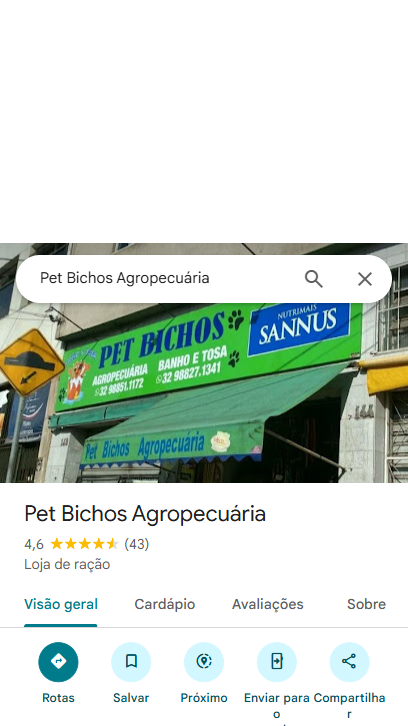 Pet Bichos Agropecuária
PET BICHOS
AGROPECUÁRIA
32 98851.1172
BANHO E TOSA
32 98827.1341
NUTRIMAIS
SANNUS
Pet Bichos Agropecuária
Pet Bichos Agropecuária
4,6 (43)
Loja de ração
Visão geral Cardápio Avaliações Sobre
Rotas Salvar Próximo Enviar para o Compartilhar